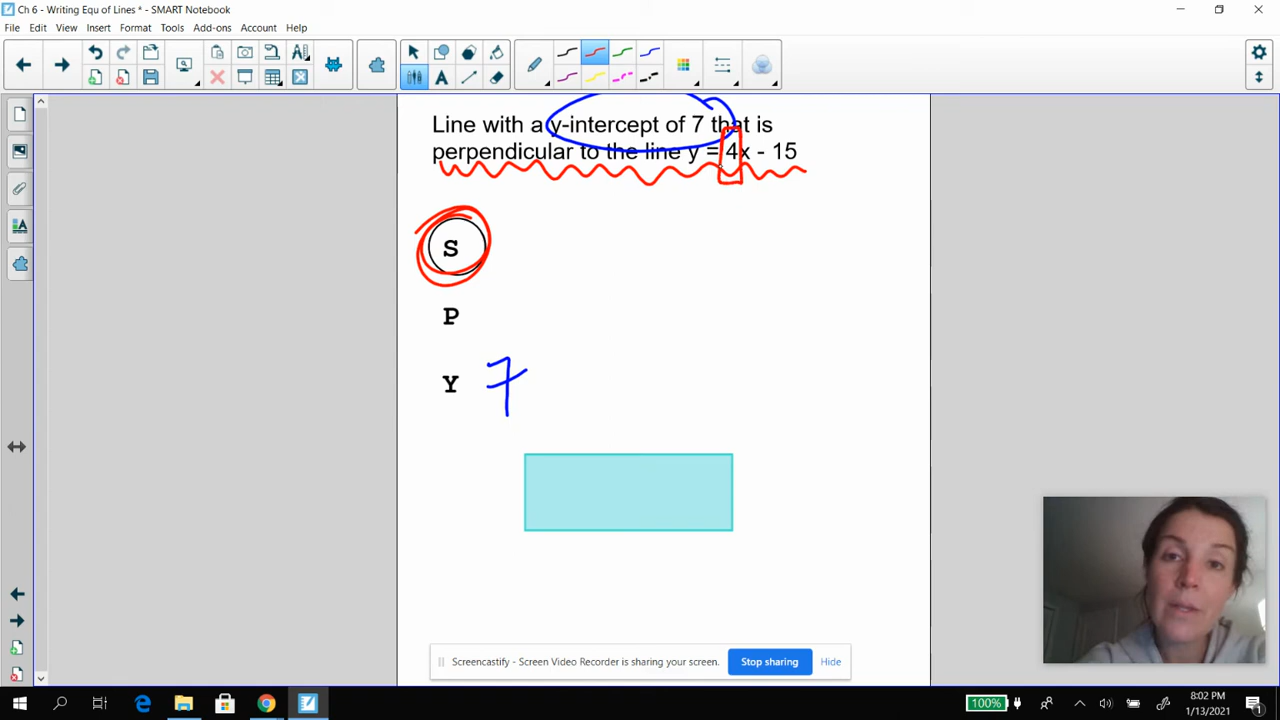 Ch 6 - Writing Equ of Lines * - SMART Notebook
File Edit View Insert Format Tools Add-ons Account Help
Line with a y-intercept of 7 that is
perpendicular to the line y = 4x - 15
S
P
Y 7
Screencastify - Screen Video Recorder is sharing your screen. Stop sharing Hide
100%
8:02 PM
1/13/2021